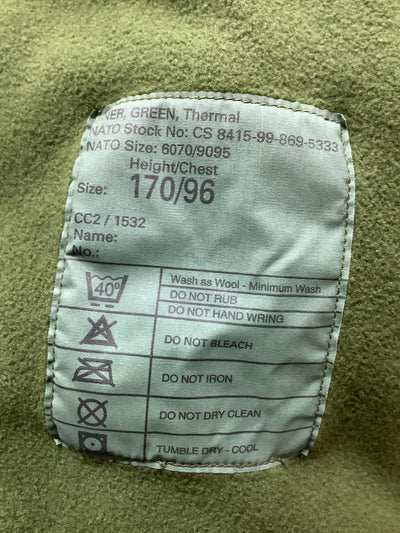 NER, GREEN, Thermal
NATO Stock No: CS 8415-99-869-5333
NATO Size: 6070/9095
Height/Chest
Size: 170/96
CC2 / 1532
Name:
No.:
40°
Wash as Wool - Minimum Wash
DO NOT RUB
DO NOT HAND WRING
DO NOT BLEACH
DO NOT IRON
DO NOT DRY CLEAN
TUMBLE DRY - COOL